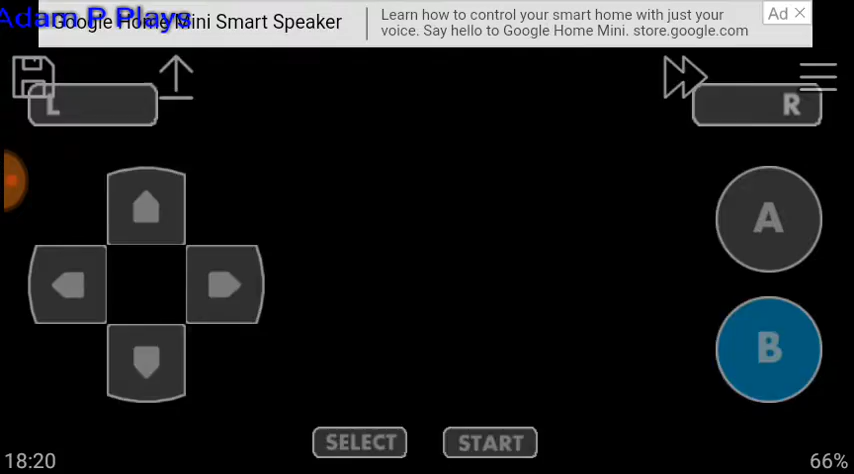 Adam P Plays
Google Home Mini Smart Speaker
Learn how to control your smart home with just your
voice. Say hello to Google Home Mini. store.google.com
Ad
L
R
A
B
SELECT
START
18:20
66%